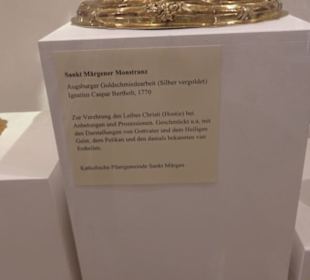 Sankt Märgener Monstranz
Augsburger Goldschmiedearbeit (Silber vergoldet)
Ignatius Caspar Bertholt, 1770
Zur Verehrung des Leibes Christi (Hostie) bei
Anbetungen und Prozessionen. Geschmückt u.a. mit
den Darstellungen von Gottvater und dem Heiligen
Geist, dem Pelikan und den damals bekannten vier
Erdteilen.
Katholische Pfarrgemeinde Sankt Märgen